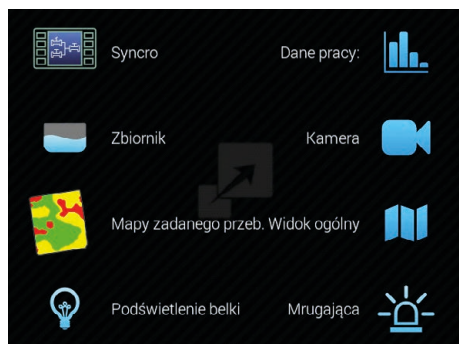 Syncro
Dane pracy:
Zbiornik
Kamera
Mapy zadanego przeb.
Widok ogólny
Podświetlenie belki
Mrugająca